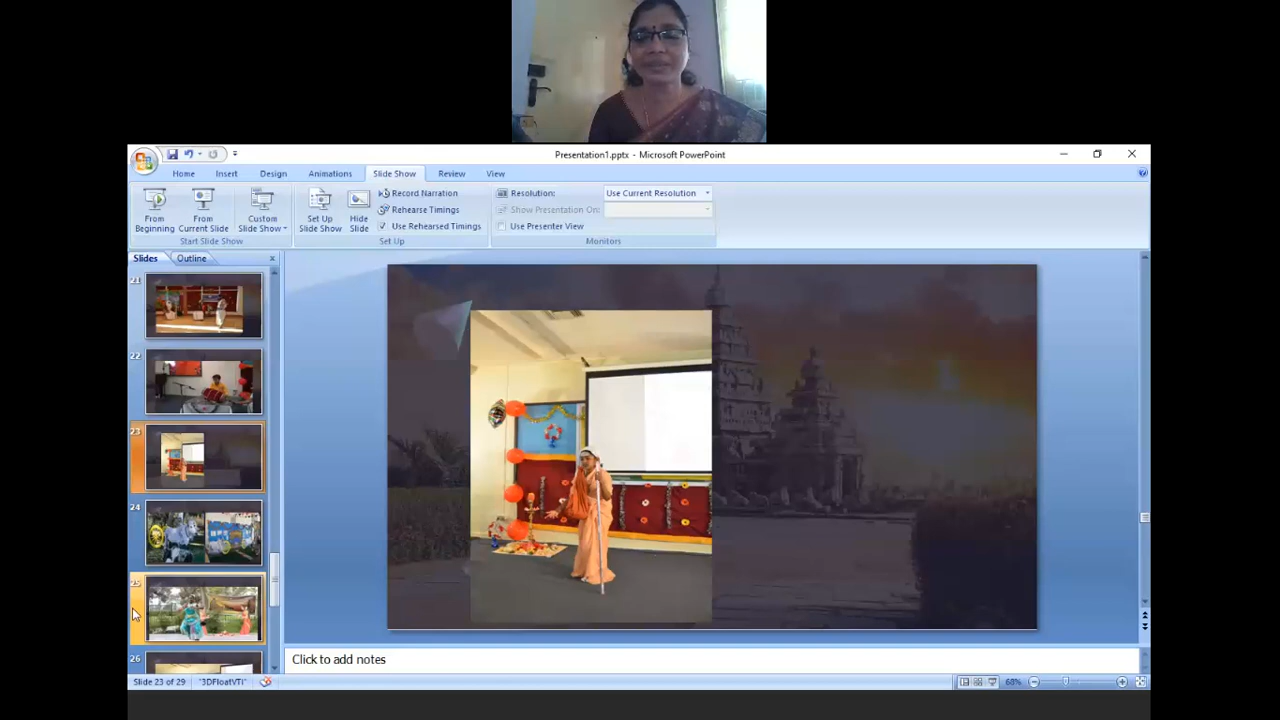 Presentation1.pptx - Microsoft PowerPoint
Home Insert Design Animations Slide Show Review View
From Beginning
From Current Slide
Custom Slide Show
Start Slide Show
Set Up Slide Show
Hide Slide
Record Narration
Rehearse Timings
Use Rehearsed Timings
Set Up
Resolution: Use Current Resolution
Show Presentation On:
Use Presenter View
Monitors
Slides Outline
21
22
23
24
25
26
Click to add notes
Slide 23 of 29 "3DFloatVTI" 68%